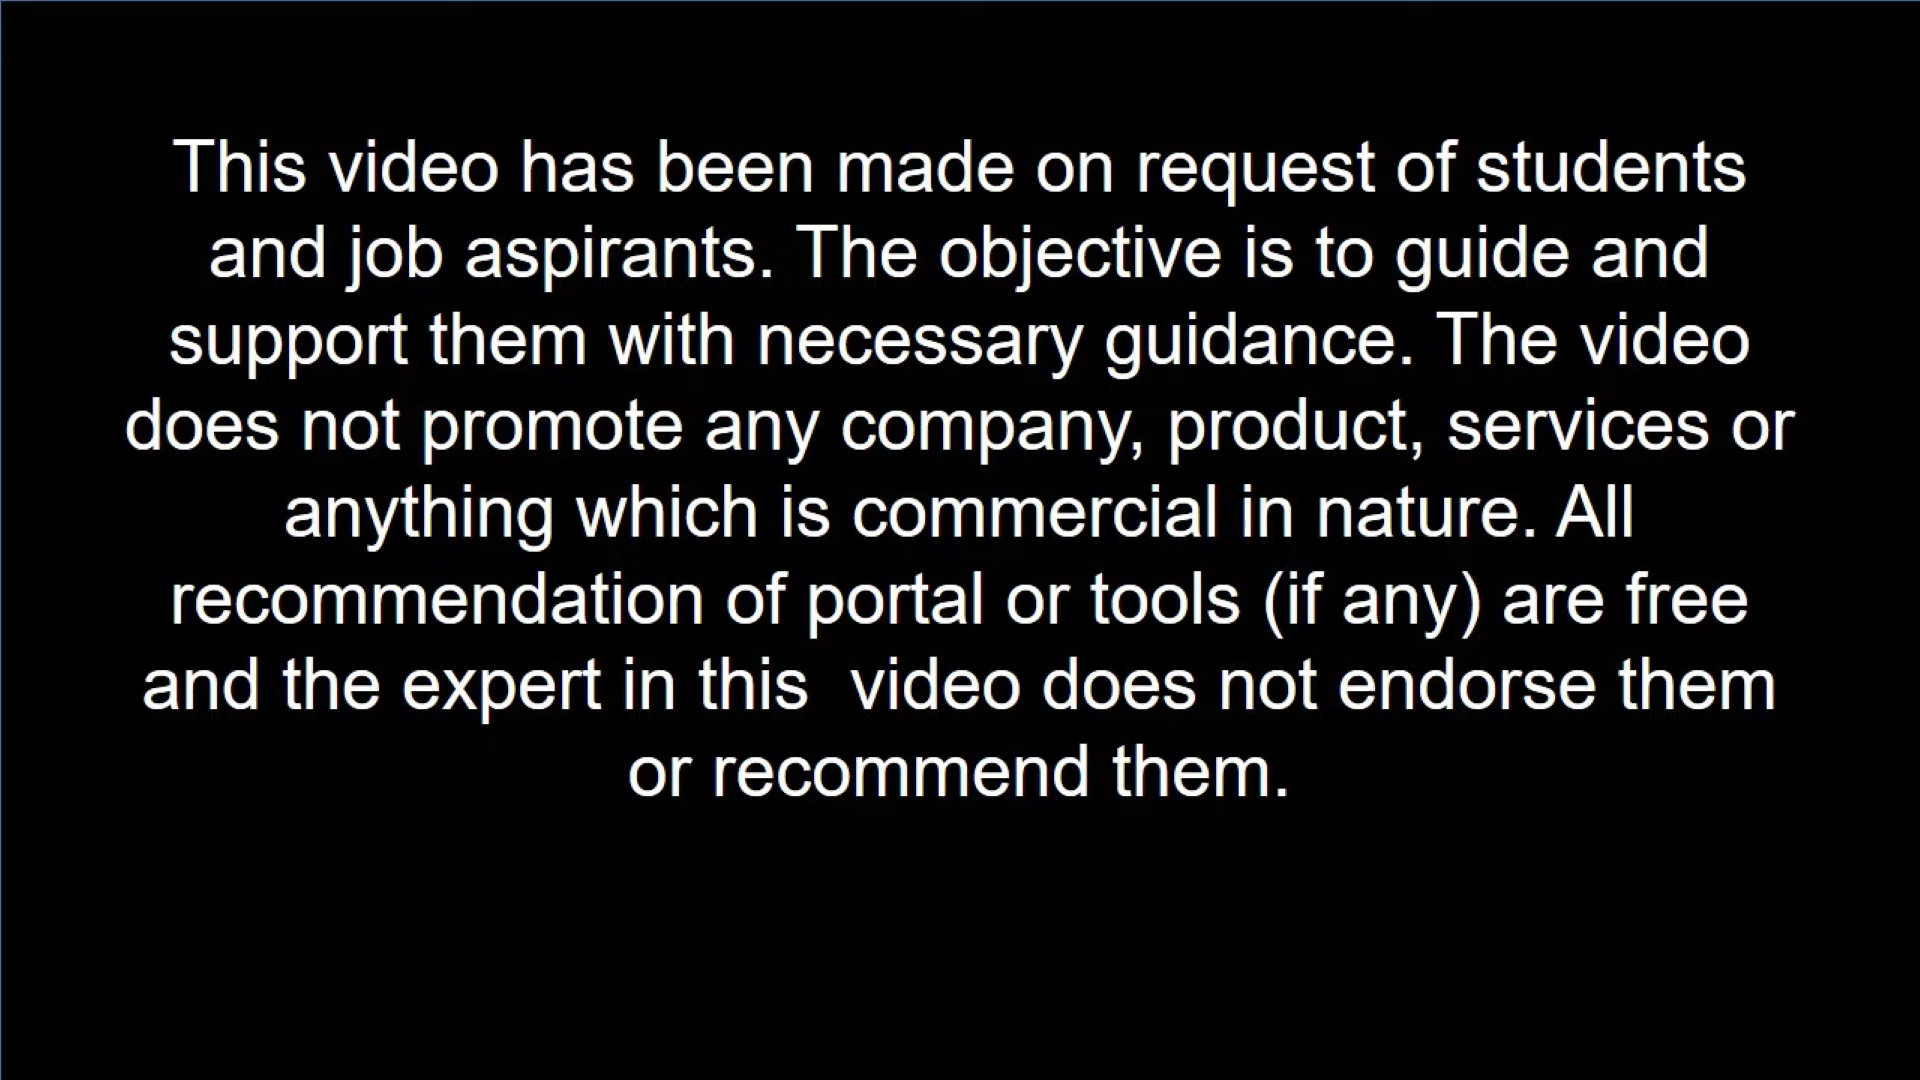 This video has been made on request of students
and job aspirants. The objective is to guide and
support them with necessary guidance. The video
does not promote any company, product, services or
anything which is commercial in nature. All
recommendation of portal or tools (if any) are free
and the expert in this  video does not endorse them
or recommend them.